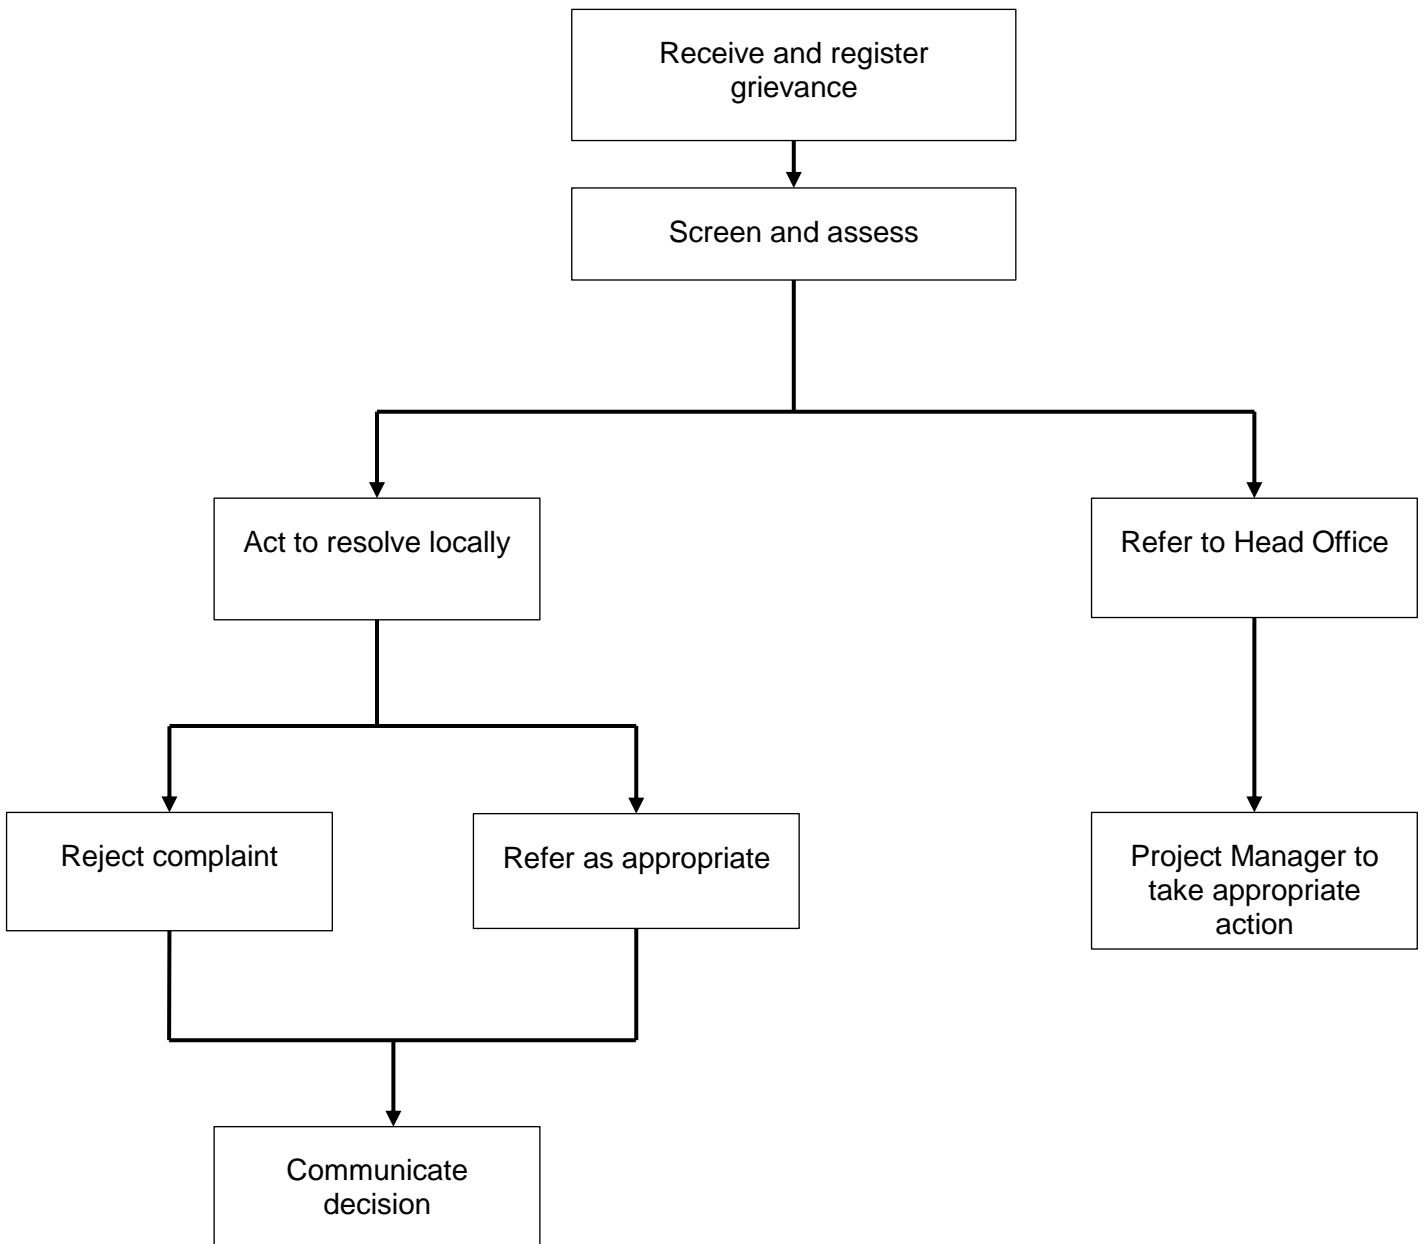 Receive and register
grievance
Screen and assess
Act to resolve locally
Refer to Head Office
Reject complaint
Refer as appropriate
Project Manager to
take appropriate
action
Communicate
decision